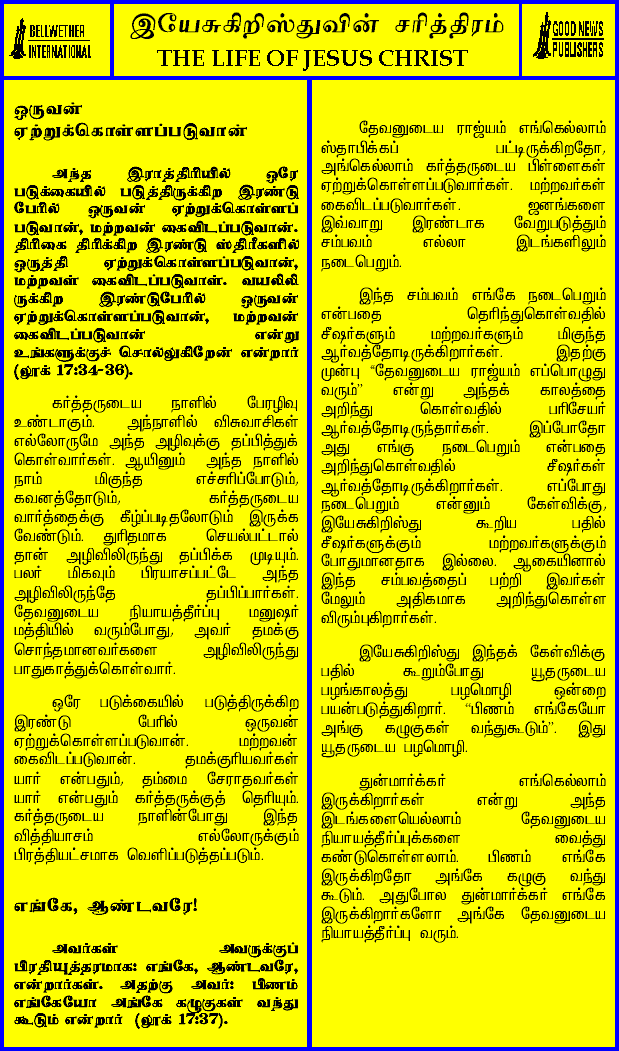 BELLWETHER
INTERNATIONAL
இயேசுகிறிஸ்துவின் சரித்திரம்
THE LIFE OF JESUS CHRIST
GOOD NEWS
PUBLISHERS
ஒருவன்
ஏற்றுக்கொள்ளப்படுவான்
அந்த இராத்திரியில் ஒரே
படுக்கையில் படுத்திருக்கிற இரண்டு
பேரில் ஒருவன் ஏற்றுக்கொள்ளப்
படுவான், மற்றவன் கைவிடப்படுவான்.
திரிகை திரிக்கிற இரண்டு ஸ்திரீகளில்
ஒருத்தி ஏற்றுக்கொள்ளப்படுவாள்,
மற்றவள் கைவிடப்படுவாள். வயலிலி
ருக்கிற இரண்டுபேரில் ஒருவன்
ஏற்றுக்கொள்ளப்படுவான், மற்றவன்
கைவிடப்படுவான் என்று
உங்களுக்குச் சொல்லுகிறேன் என்றார்
(லூக் 17:34-36).
கர்த்தருடைய நாளில் பேரழிவு
உண்டாகும். அந்நாளில் விசுவாசிகள்
எல்லோருமே அந்த அழிவுக்கு தப்பித்துக்
கொள்வார்கள். ஆயினும் அந்த நாளில்
நாம் மிகுந்த எச்சரிப்போடும்,
கவனத்தோடும், கர்த்தருடைய
வார்த்தைக்கு கீழ்ப்படிதலோடும் இருக்க
வேண்டும். துரிதமாக செயல்பட்டால்
தான் அழிவிலிருந்து தப்பிக்க முடியும்.
பலர் மிகவும் பிரயாசப்பட்டே அந்த
அழிவிலிருந்தே தப்பிப்பார்கள்.
தேவனுடைய நியாயத்தீர்ப்பு மனுஷர்
மத்தியில் வரும்போது, அவர் தமக்கு
சொந்தமானவர்களை அழிவிலிருந்து
பாதுகாத்துக்கொள்வார்.
ஒரே படுக்கையில் படுத்திருக்கிற
இரண்டு பேரில் ஒருவன்
ஏற்றுக்கொள்ளப்படுவான். மற்றவன்
கைவிடப்படுவான். தமக்குரியவர்கள்
யார் என்பதும், தம்மை சேராதவர்கள்
யார் என்பதும் கர்த்தருக்குத் தெரியும்.
கர்த்தருடைய நாளின்போது இந்த
வித்தியாசம் எல்லோருக்கும்
பிரத்தியட்சமாக வெளிப்படுத்தப்படும்.
எங்கே, ஆண்டவரே!
அவர்கள் அவருக்குப்
பிரதியுத்தரமாக: எங்கே, ஆண்டவரே,
என்றார்கள். அதற்கு அவர்: பிணம்
எங்கேயோ அங்கே கழுகுகள் வந்து
கூடும் என்றார் (லூக் 17:37).
தேவனுடைய ராஜ்யம் எங்கெல்லாம்
ஸ்தாபிக்கப் பட்டிருக்கிறதோ,
அங்கெல்லாம் கர்த்தருடைய பிள்ளைகள்
ஏற்றுக்கொள்ளப்படுவார்கள். மற்றவர்கள்
கைவிடப்படுவார்கள். ஜனங்களை
இவ்வாறு இரண்டாக வேறுபடுத்தும்
சம்பவம் எல்லா இடங்களிலும்
நடைபெறும்.
இந்த சம்பவம் எங்கே நடைபெறும்
என்பதை தெரிந்துகொள்வதில்
சீஷர்களும் மற்றவர்களும் மிகுந்த
ஆர்வத்தோடிருக்கிறார்கள். இதற்கு
முன்பு “தேவனுடைய ராஜ்யம் எப்பொழுது
வரும்” என்று அந்தக் காலத்தை
அறிந்து கொள்வதில் பரிசேயர்
ஆர்வத்தோடிருந்தார்கள். இப்போதோ
அது எங்கு நடைபெறும் என்பதை
அறிந்துகொள்வதில் சீஷர்கள்
ஆர்வத்தோடிருக்கிறார்கள். எப்போது
நடைபெறும் என்னும் கேள்விக்கு,
இயேசுகிறிஸ்து கூறிய பதில்
சீஷர்களுக்கும் மற்றவர்களுக்கும்
போதுமானதாக இல்லை. ஆகையினால்
இந்த சம்பவத்தைப் பற்றி இவர்கள்
மேலும் அதிகமாக அறிந்துகொள்ள
விரும்புகிறார்கள்.
இயேசுகிறிஸ்து இந்தக் கேள்விக்கு
பதில் கூறும்போது யூதருடைய
பழங்காலத்து பழமொழி ஒன்றை
பயன்படுத்துகிறார். “பிணம் எங்கேயோ
அங்கு கழுகுகள் வந்துகூடும்”. இது
யூதருடைய பழமொழி.
துன்மார்க்கர் எங்கெல்லாம்
இருக்கிறார்கள் என்று அந்த
இடங்களையெல்லாம் தேவனுடைய
நியாயத்தீர்ப்புக்களை வைத்து
கண்டுகொள்ளலாம். பிணம் எங்கே
இருக்கிறதோ அங்கே கழுகு வந்து
கூடும். அதுபோல துன்மார்க்கர் எங்கே
இருக்கிறார்களோ அங்கே தேவனுடைய
நியாயத்தீர்ப்பு வரும்.